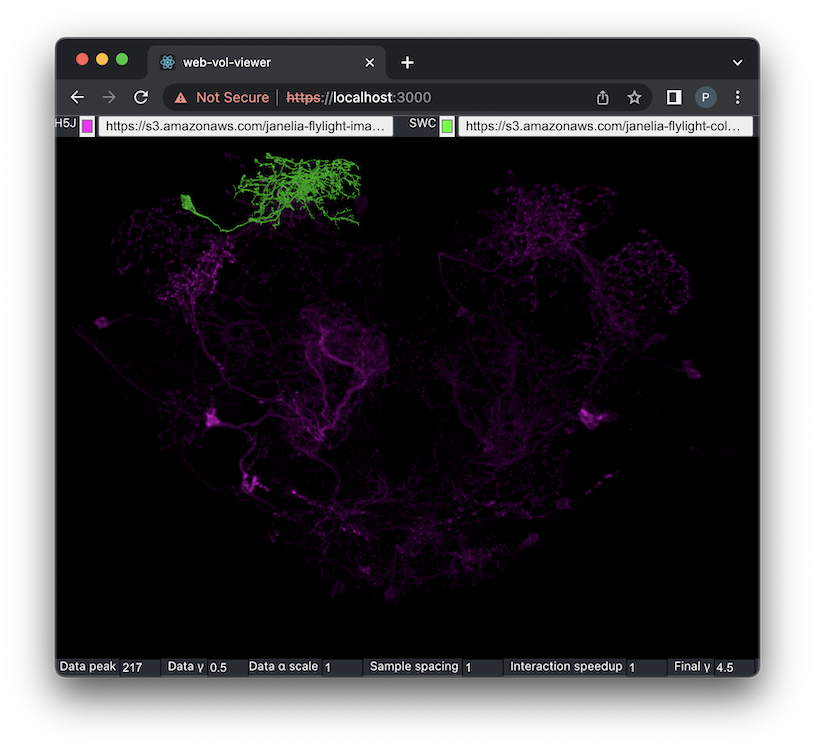 web-vol-viewer
Not Secure https://localhost:3000 P
H5J https://s3.amazonaws.com/janelia-flylight-ima… SWC https://s3.amazonaws.com/janelia-flylight-col…
Data peak 217 Data γ 0.5 Data α scale 1 Sample spacing 1 Interaction speedup 1 Final γ 4.5